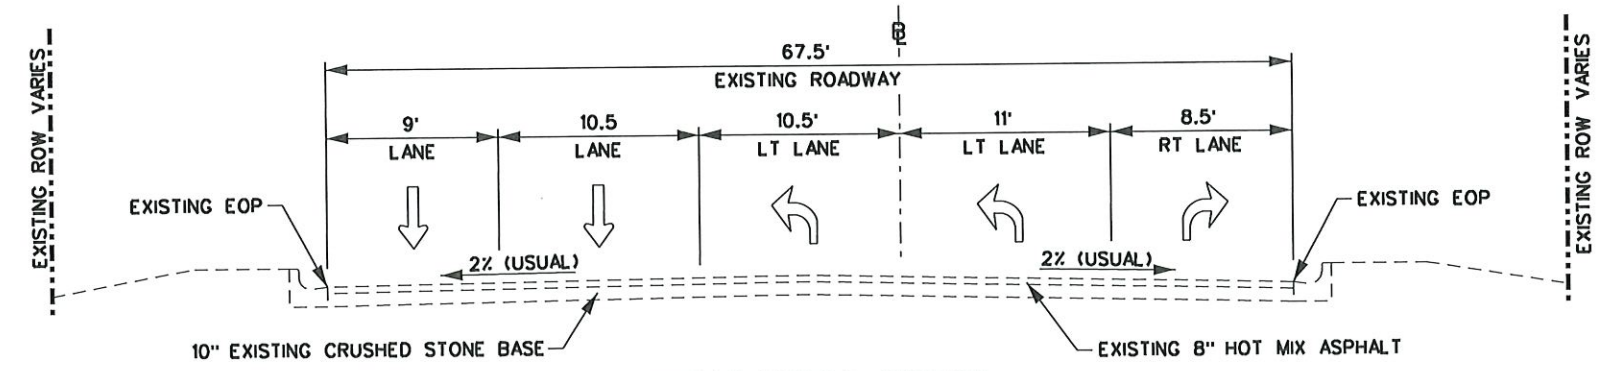 ℄
67.5'
EXISTING ROADWAY
EXISTING ROW VARIES
EXISTING ROW VARIES
9'
LANE
10.5
LANE
10.5'
LT LANE
11'
LT LANE
8.5'
RT LANE
EXISTING EOP
EXISTING EOP
2% (USUAL)
2% (USUAL)
10" EXISTING CRUSHED STONE BASE
EXISTING 8" HOT MIX ASPHALT